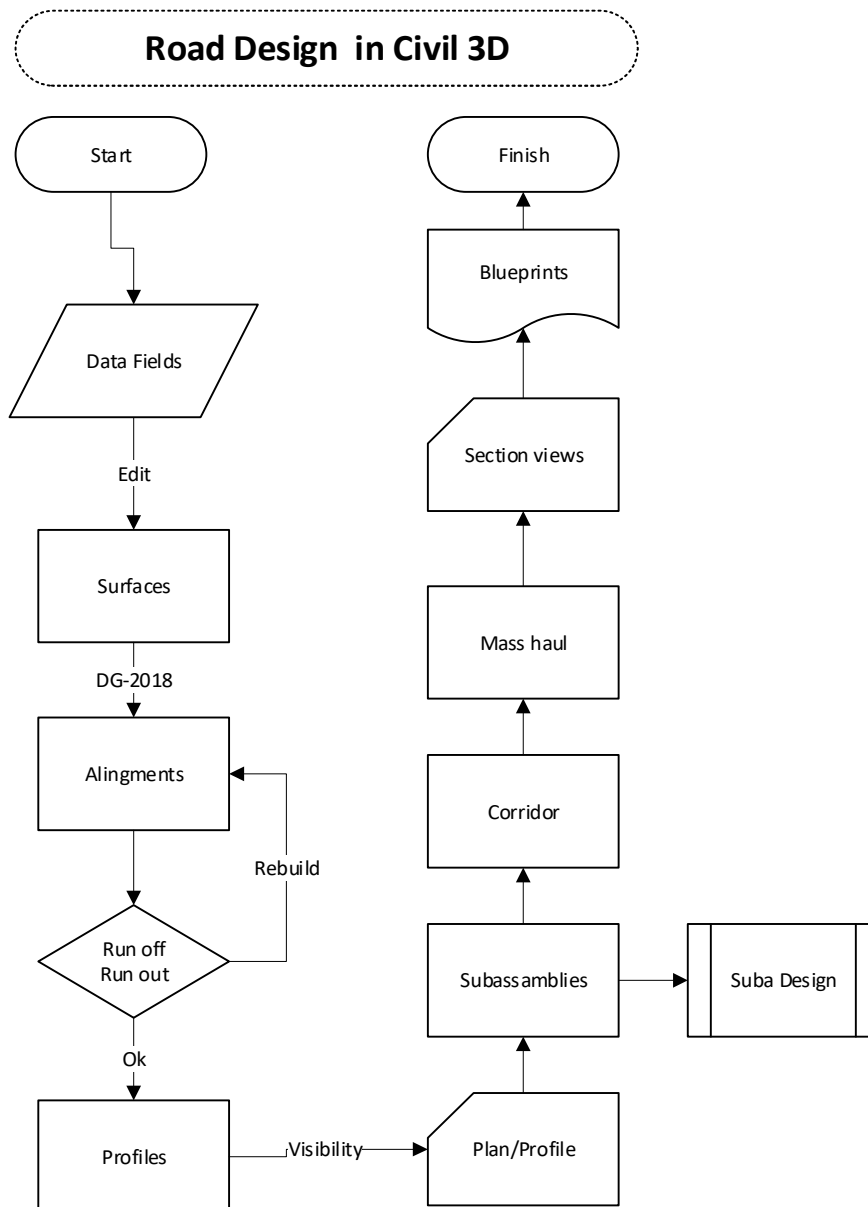 Road Design  in Civil 3D
Start
Data Fields
Edit
Surfaces
DG-2018
Alingments
Rebuild
Run off
Run out
Ok
Profiles
Visibility
Plan/Profile
Subassamblies
Suba Design
Corridor
Mass haul
Section views
Blueprints
Finish